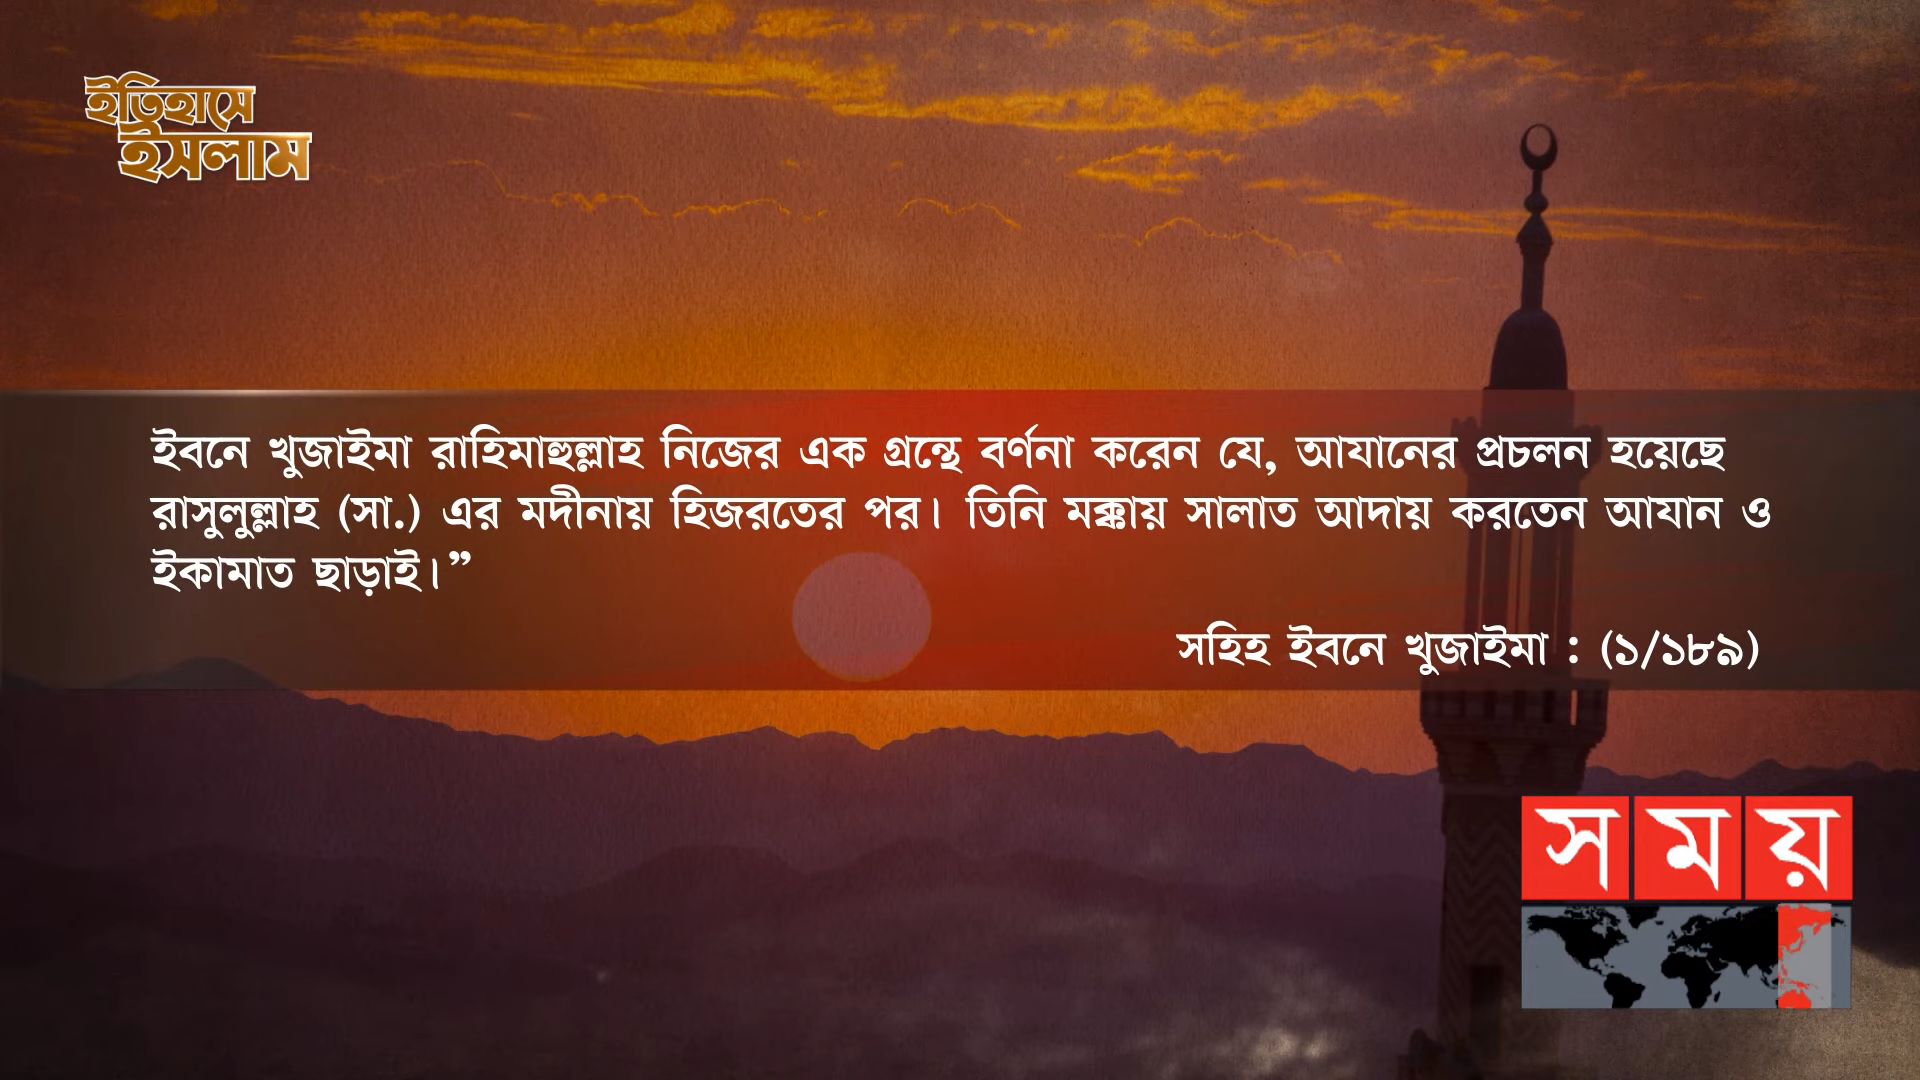 ইতিহাসে
ইসলাম
ইবনে খুজাইমা রাহিমাহুল্লাহ নিজের এক গ্রন্থে বর্ণনা করেন যে, আযানের প্রচলন হয়েছে
রাসুলুল্লাহ (সা.) এর মদীনায় হিজরতের পর। তিনি মক্কায় সালাত আদায় করতেন আযান ও
ইকামাত ছাড়াই।”
সহিহ ইবনে খুজাইমা : (১/১৮৯)
সময়